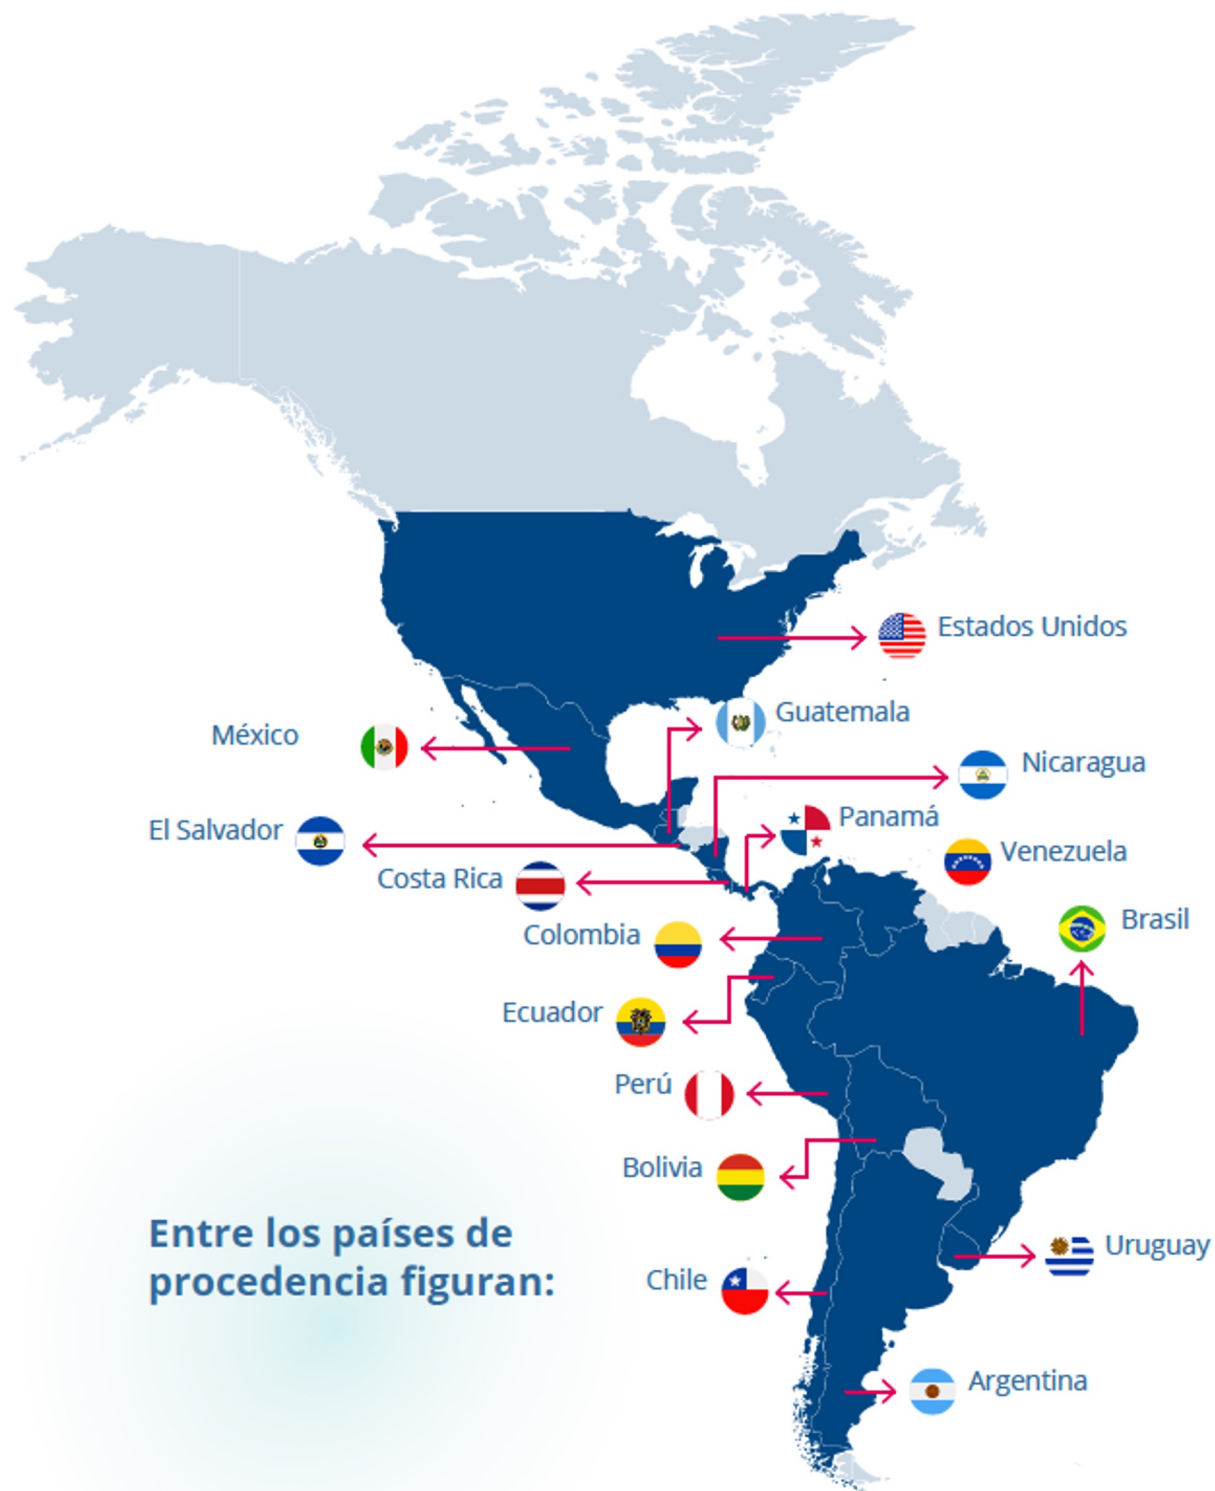 Estados Unidos
Guatemala
México
Nicaragua
Panamá
El Salvador
Venezuela
Costa Rica
Brasil
Colombia
Ecuador
Perú
Bolivia
Entre los países de
procedencia figuran:
Uruguay
Chile
Argentina